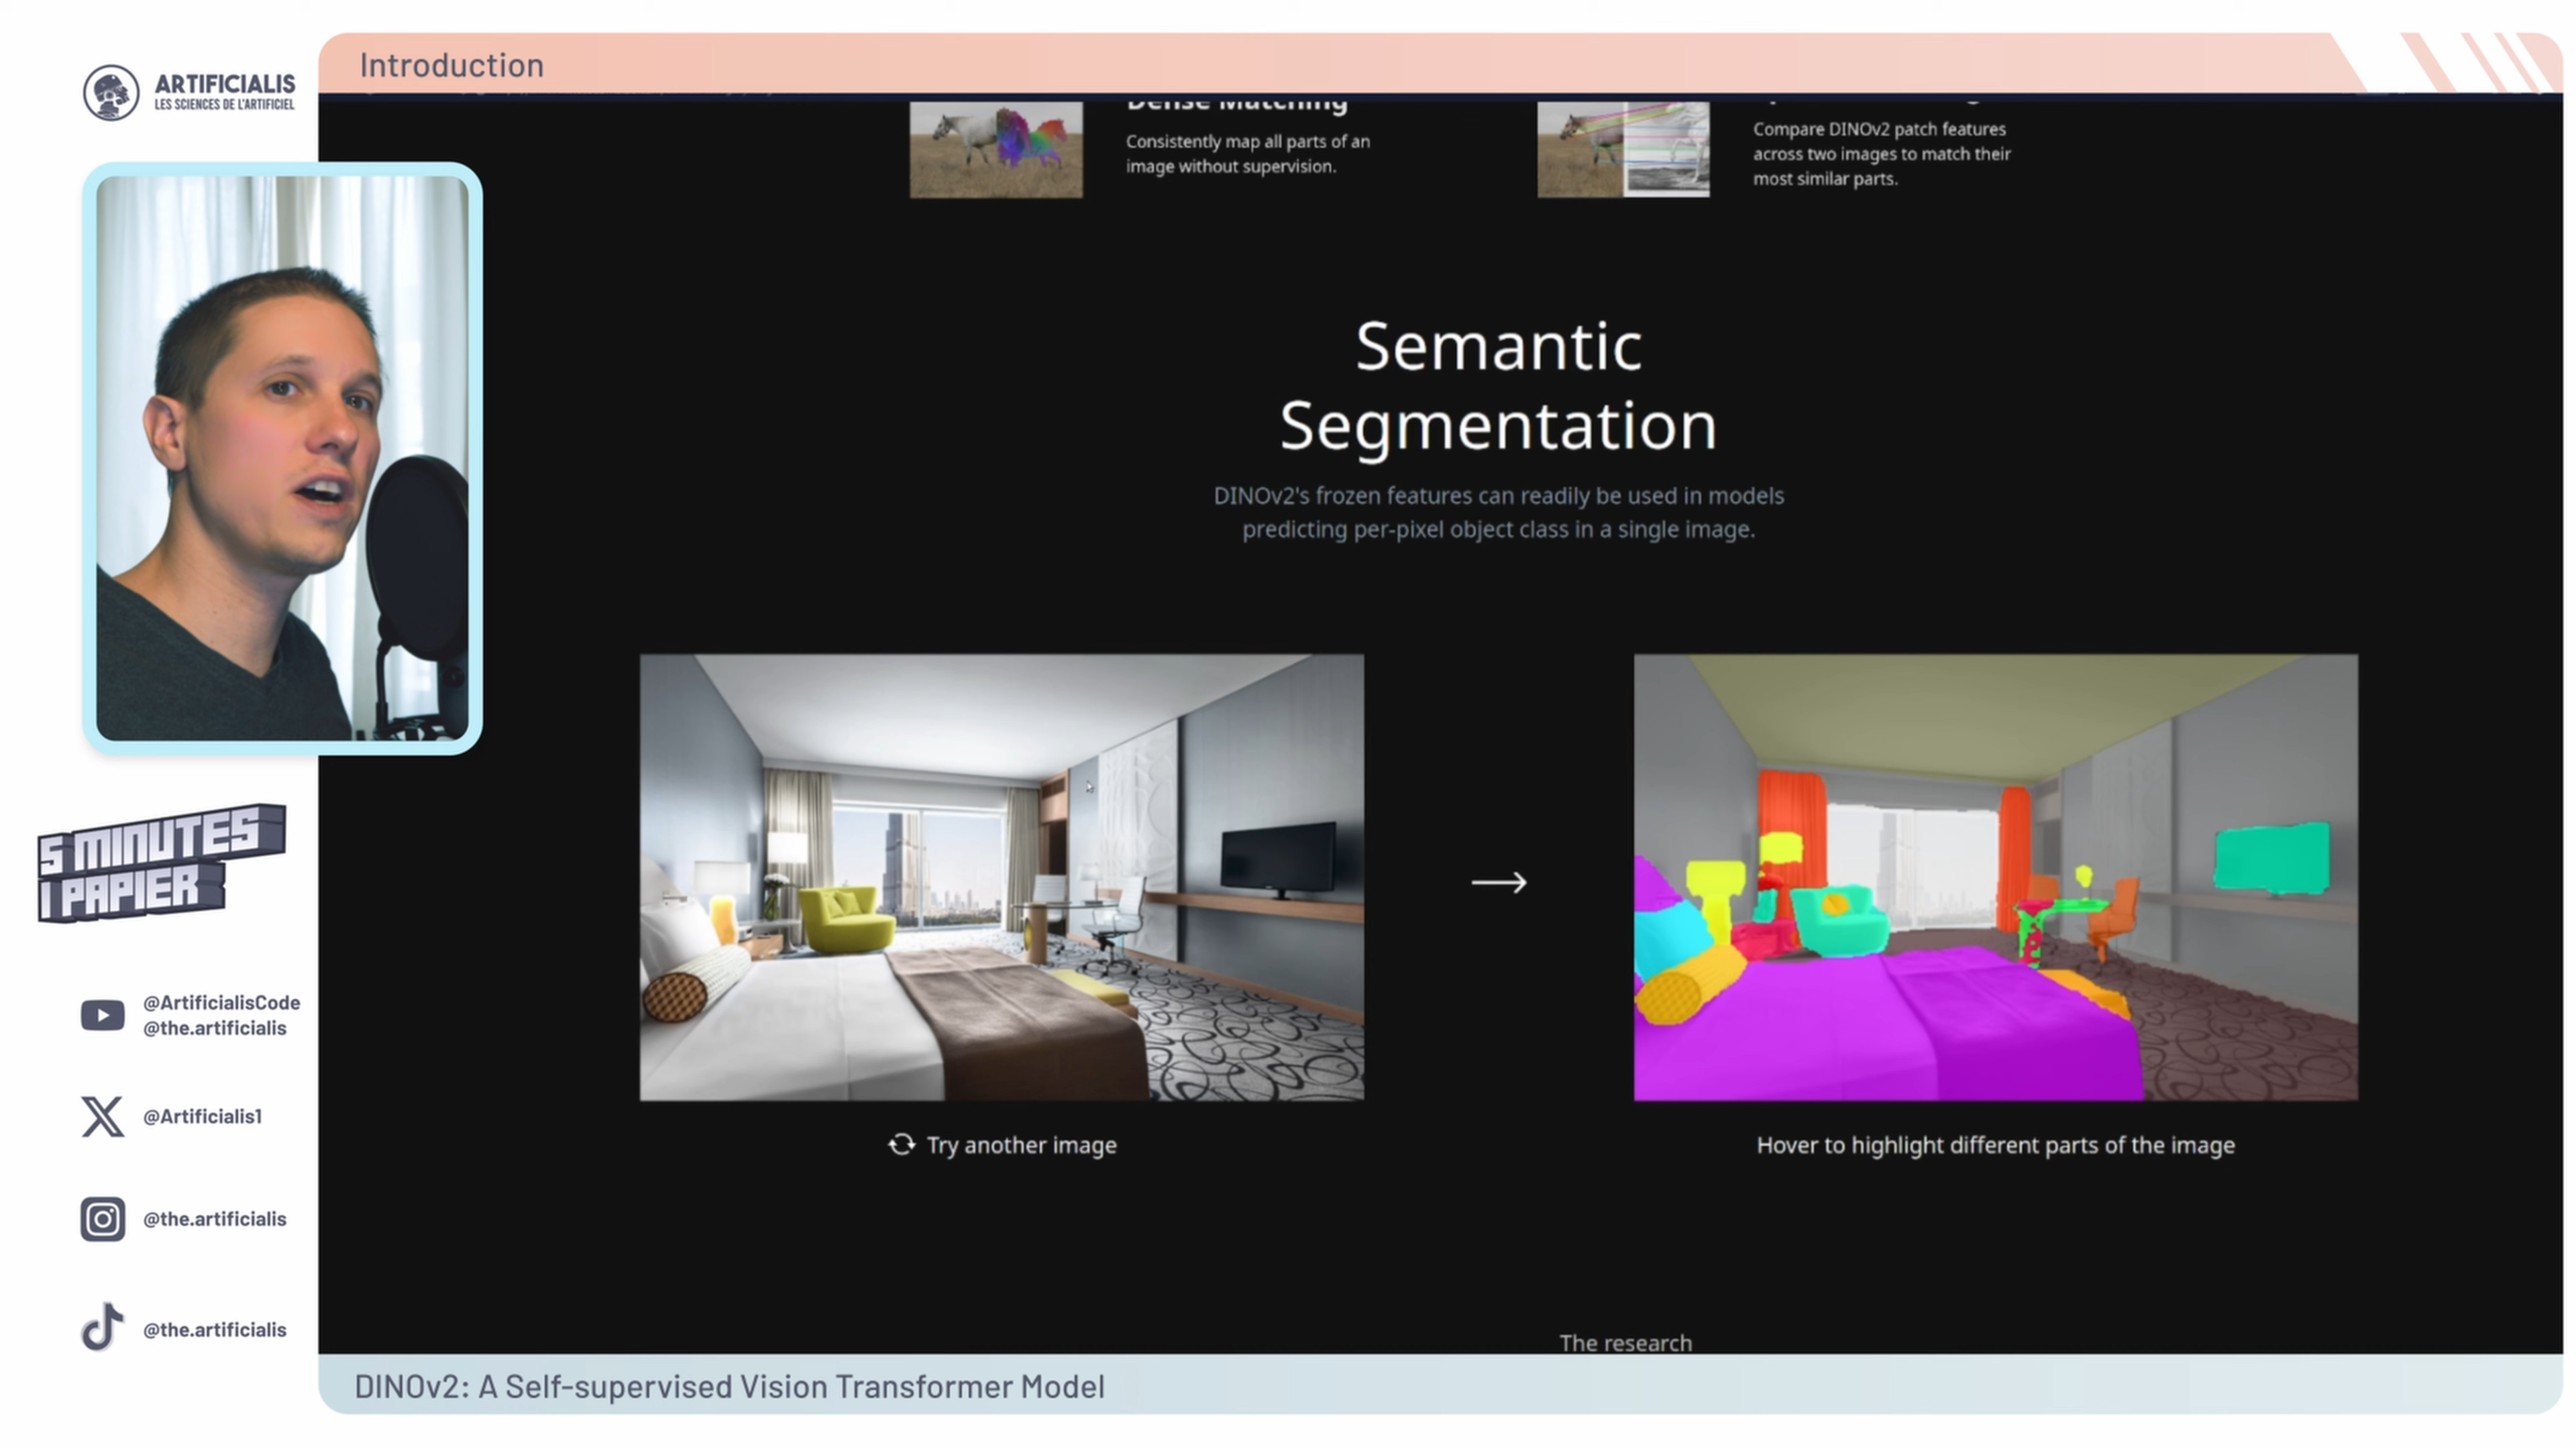 Introduction
ARTIFICIALIS
LES SCIENCES DE L'ARTIFICIEL
Dense Matching
Consistently map all parts of an
image without supervision.
Compare DINOv2 patch features
across two images to match their
most similar parts.
Semantic
Segmentation
DINOv2's frozen features can readily be used in models
predicting per-pixel object class in a single image.
5 MINUTES
1 PAPIER
@ArtificialisCode
@the.artificialis
@Artificialis1
@the.artificialis
@the.artificialis
Try another image
Hover to highlight different parts of the image
The research
DINOv2: A Self-supervised Vision Transformer Model